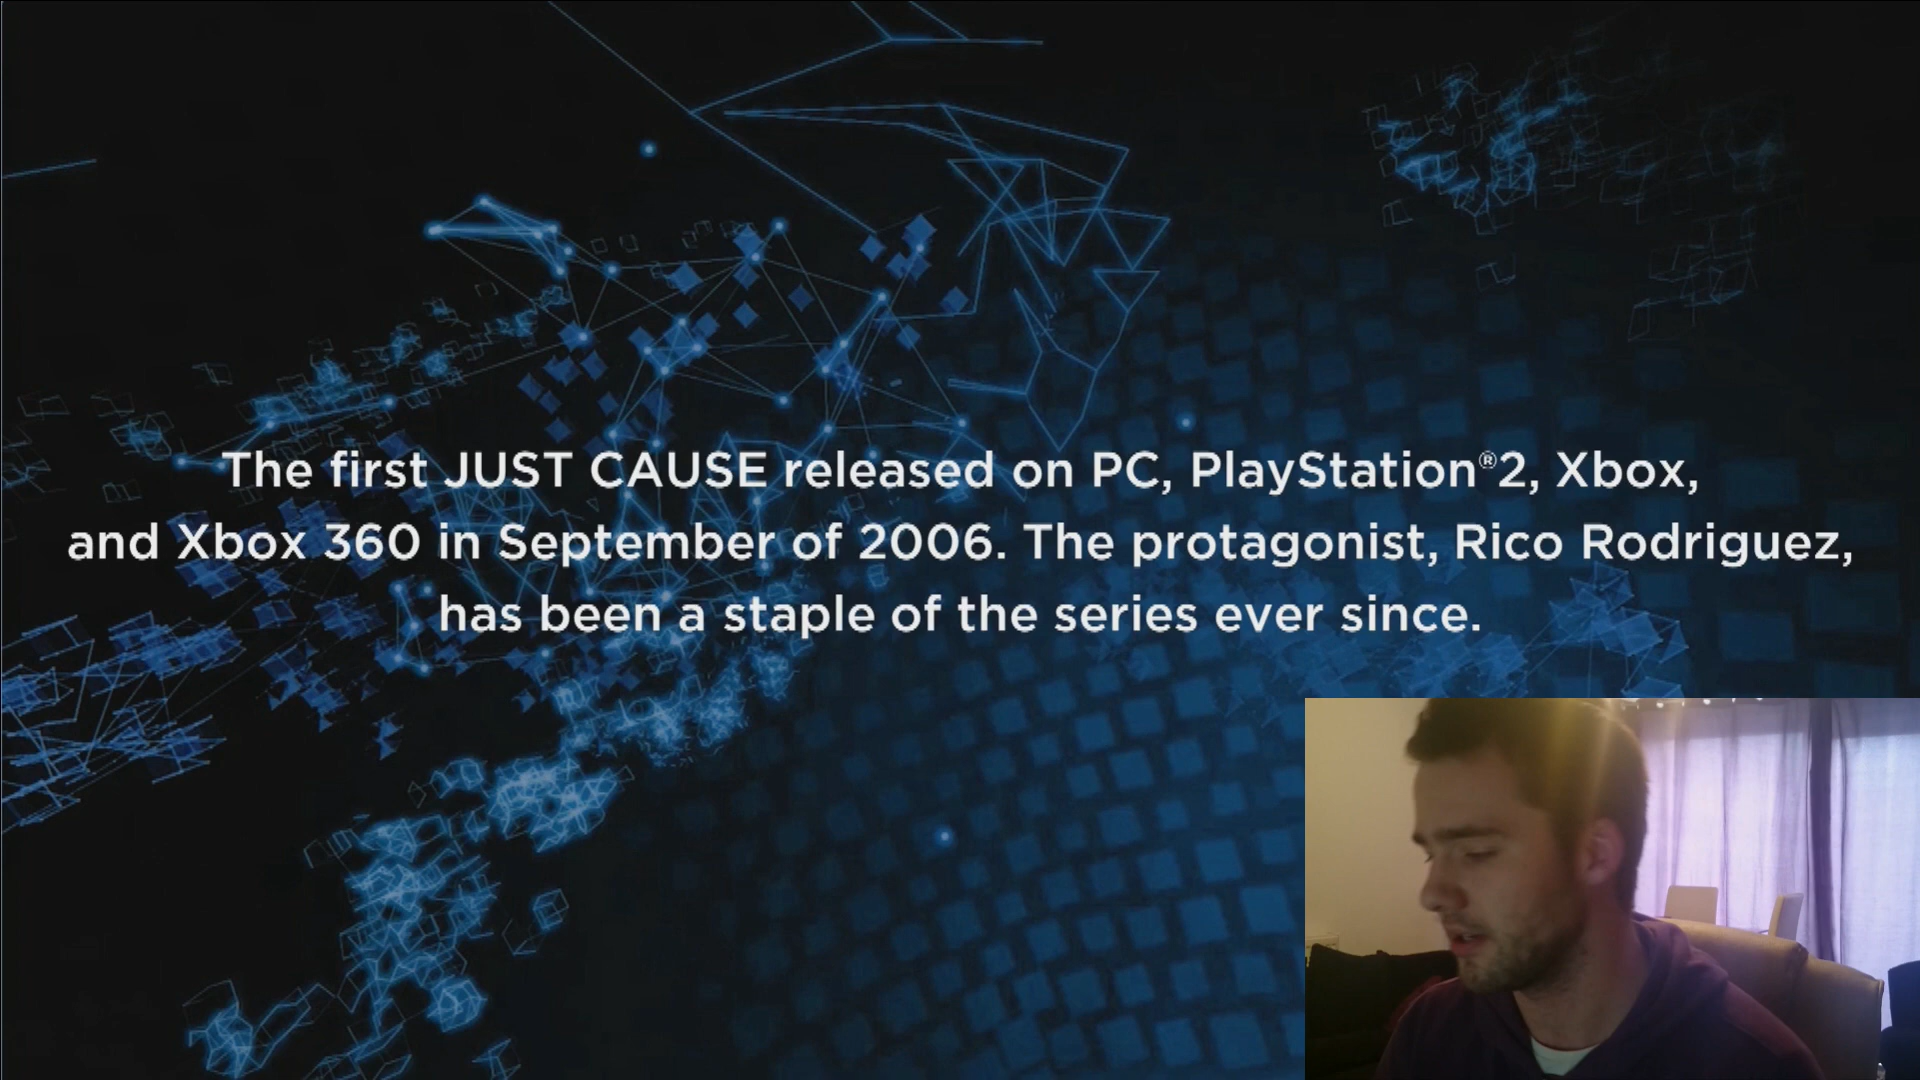 The first JUST CAUSE released on PC, PlayStation®2, Xbox,
and Xbox 360 in September of 2006. The protagonist, Rico Rodriguez,
has been a staple of the series ever since.